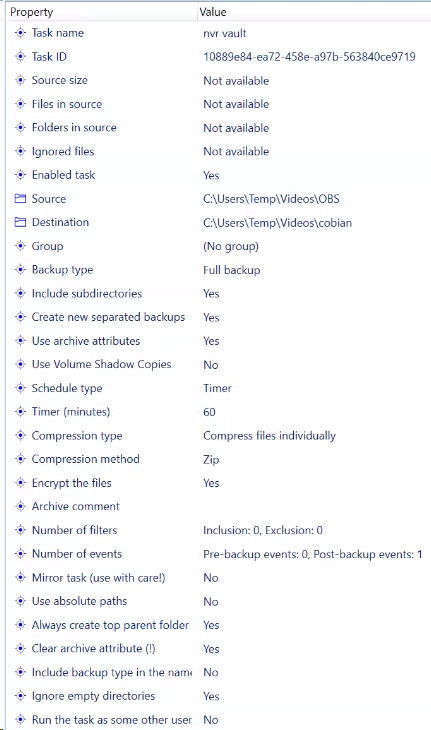 Property Value
Task name nvr vault
Task ID 10889e84-ea72-458e-a97b-563840ce9719
Source size Not available
Files in source Not available
Folders in source Not available
Ignored files Not available
Enabled task Yes
Source C:\Users\Temp\Videos\OBS
Destination C:\Users\Temp\Videos\cobian
Group (No group)
Backup type Full backup
Include subdirectories Yes
Create new separated backups Yes
Use archive attributes Yes
Use Volume Shadow Copies No
Schedule type Timer
Timer (minutes) 60
Compression type Compress files individually
Compression method Zip
Encrypt the files Yes
Archive comment
Number of filters Inclusion: 0, Exclusion: 0
Number of events Pre-backup events: 0, Post-backup events: 1
Mirror task (use with care!) No
Use absolute paths No
Always create top parent folder Yes
Clear archive attribute (!) Yes
Include backup type in the name No
Ignore empty directories Yes
Run the task as some other user No